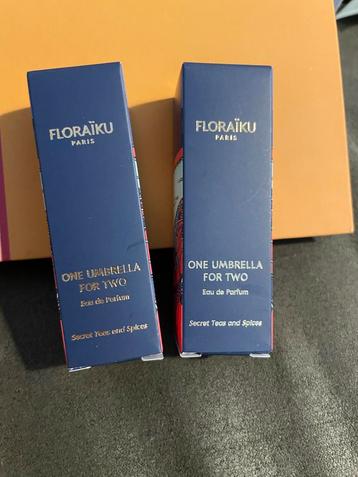 FLORAÏKU
PARIS
ONE UMBRELLA
FOR TWO
Eau de Parfum
Secret Teas and Spices
FLORAÏKU
PARIS
ONE UMBRELLA
FOR TWO
Eau de Parfum
Secret Teas and Spices